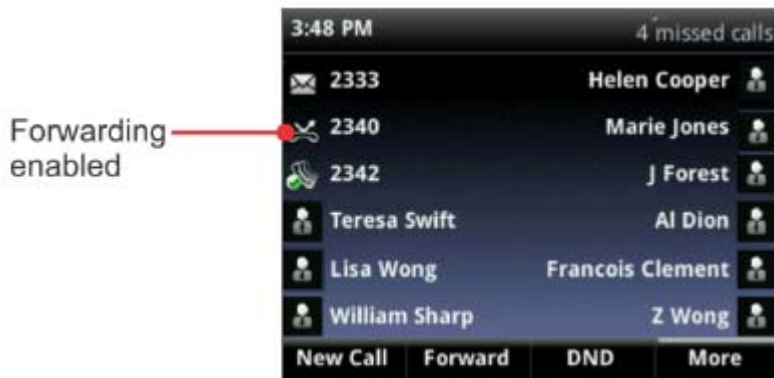 Forwarding
enabled
3:48 PM 4 missed calls
2333 Helen Cooper
2340 Marie Jones
2342 J Forest
Teresa Swift Al Dion
Lisa Wong Francois Clement
William Sharp Z Wong
New Call Forward DND More